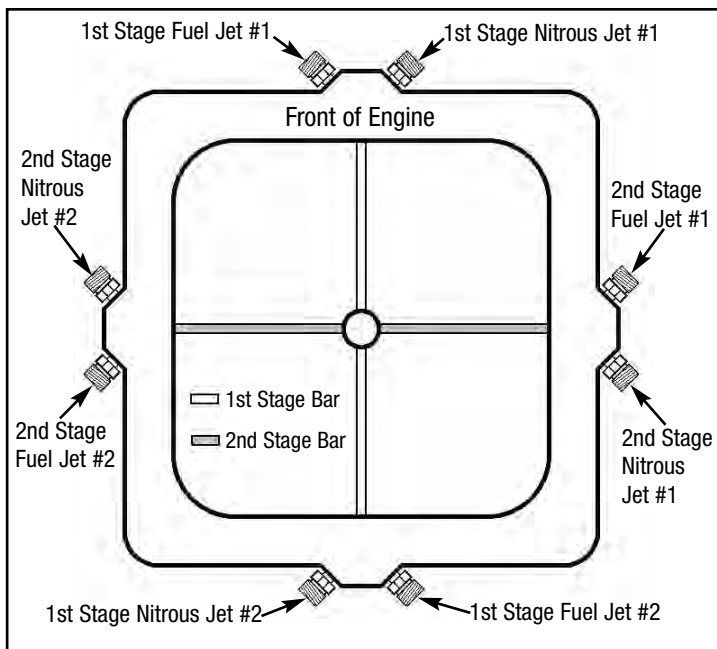 1st Stage Fuel Jet #1
1st Stage Nitrous Jet #1
Front of Engine
2nd Stage
Nitrous
Jet #2
2nd Stage
Fuel Jet #1
1st Stage Bar
2nd Stage Bar
2nd Stage
Fuel Jet #2
2nd Stage
Nitrous
Jet #1
1st Stage Nitrous Jet #2
1st Stage Fuel Jet #2